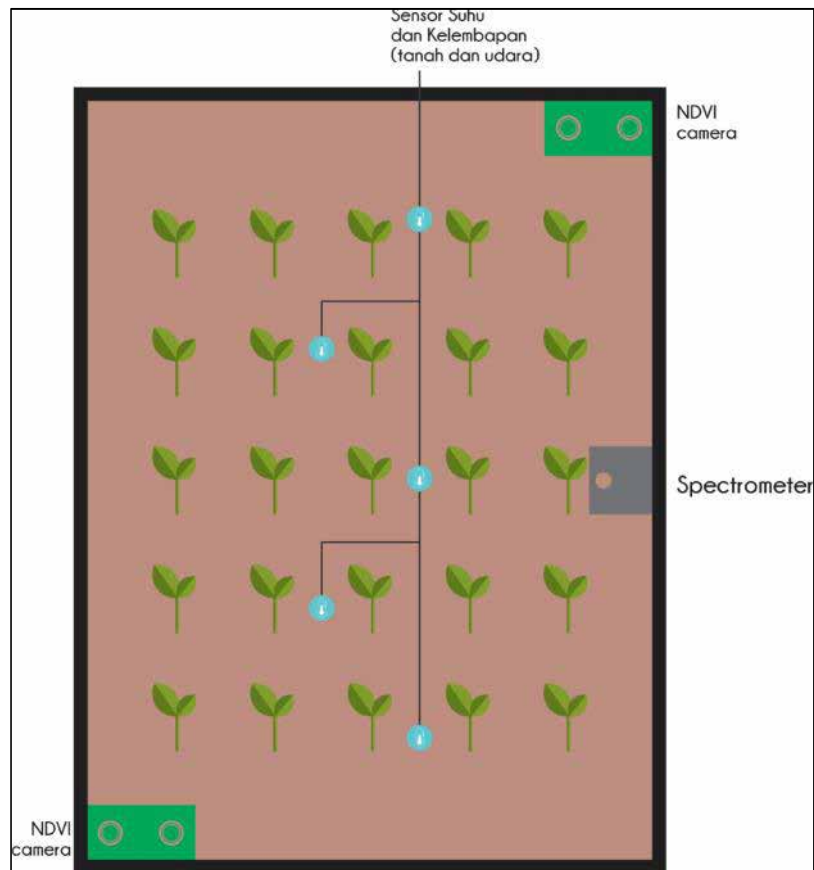 Sensor Suhu
dan Kelembapan
(tanah dan udara)
NDVI
camera
Spectrometer
NDVI
camera